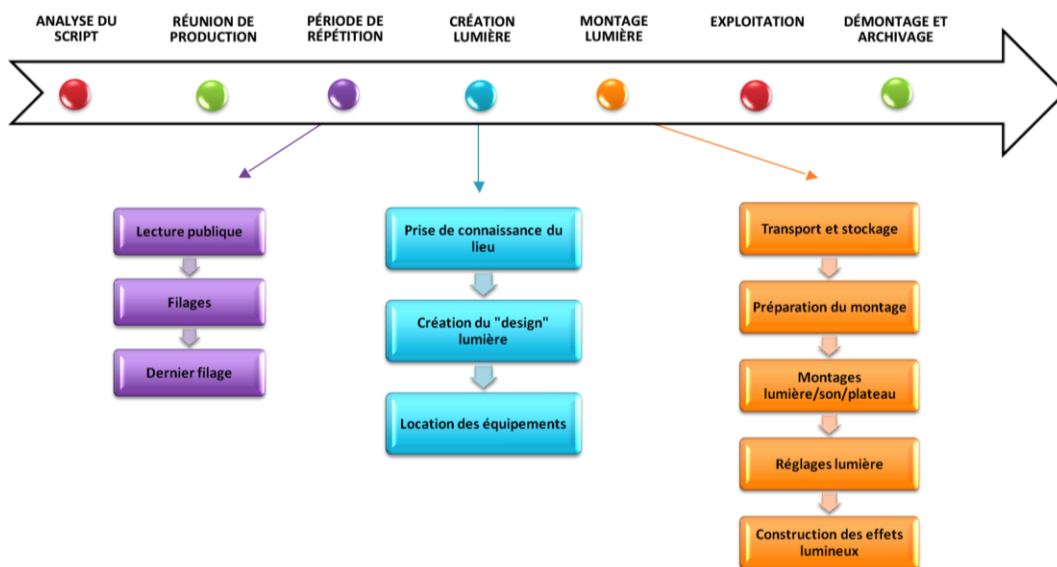 ANALYSE DU
SCRIPT
RÉUNION DE
PRODUCTION
PÉRIODE DE
RÉPÉTITION
CRÉATION
LUMIÈRE
MONTAGE
LUMIÈRE
EXPLOITATION
DÉMONTAGE ET
ARCHIVAGE
Lecture publique
Filages
Dernier filage
Prise de connaissance du
lieu
Création du "design"
lumière
Location des équipements
Transport et stockage
Préparation du montage
Montages
lumière/son/plateau
Réglages lumière
Construction des effets
lumineux